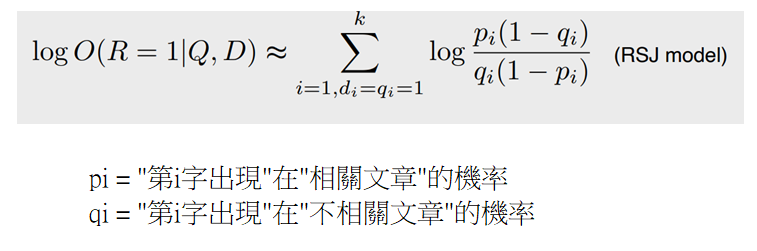 log O(R = 1|Q, D) ≈ \sum_{i=1,d_i=q_i=1}^{k} log \frac{p_i(1 − q_i)}{q_i(1 − p_i)} (RSJ model)
pi = "第i字出現"在"相關文章"的機率
qi = "第i字出現"在"不相關文章"的機率